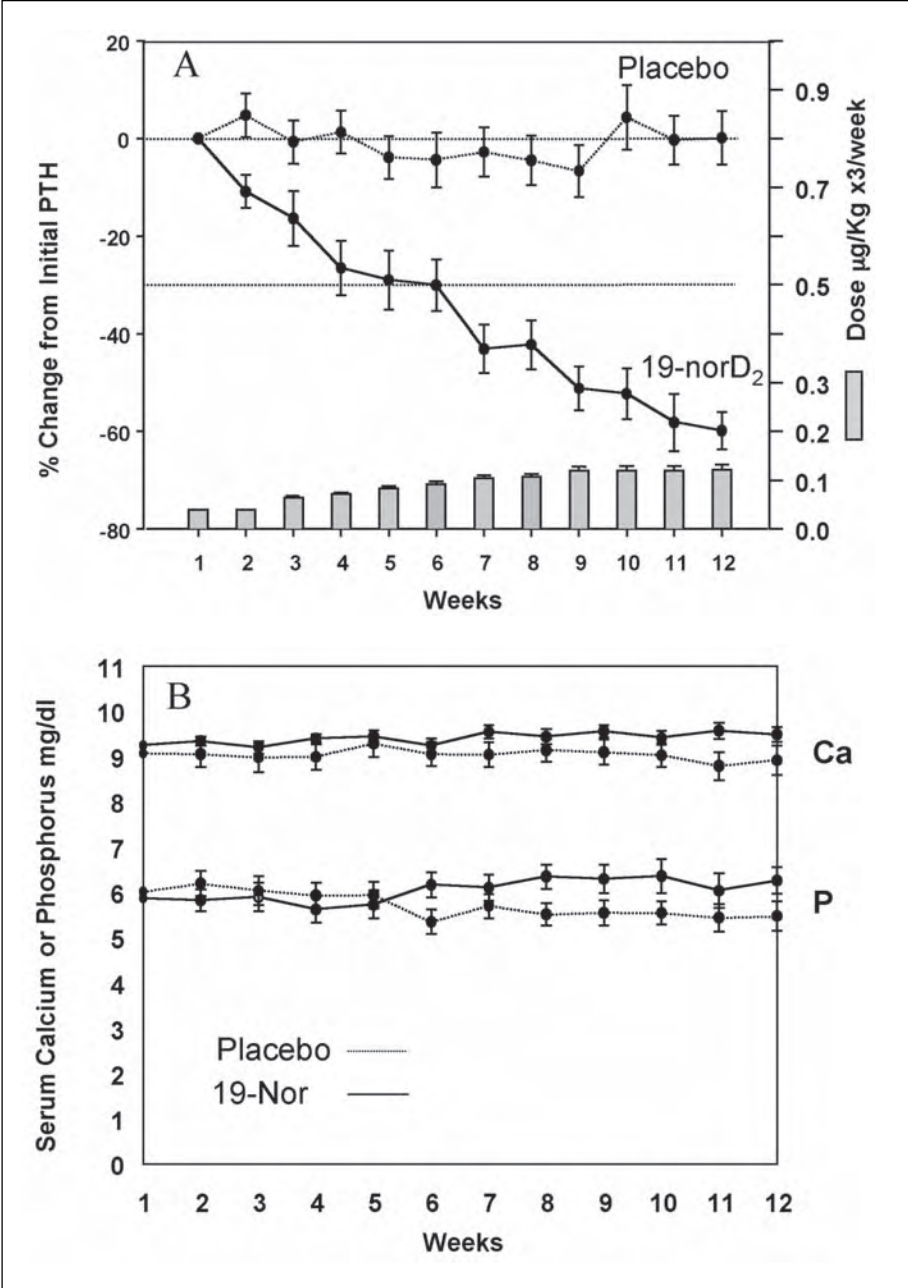 A
Placebo
19-norD2
% Change from Initial PTH
20
0
-20
-40
-60
-80
0.9
0.7
0.5
0.3
0.2
0.1
0.0
Dose µg/Kg x3/week
1 2 3 4 5 6 7 8 9 10 11 12
Weeks
B
Serum Calcium or Phosphorus mg/dl
11
10
9
8
7
6
5
4
3
2
1
0
Ca
P
Placebo
19-Nor
1 2 3 4 5 6 7 8 9 10 11 12
Weeks